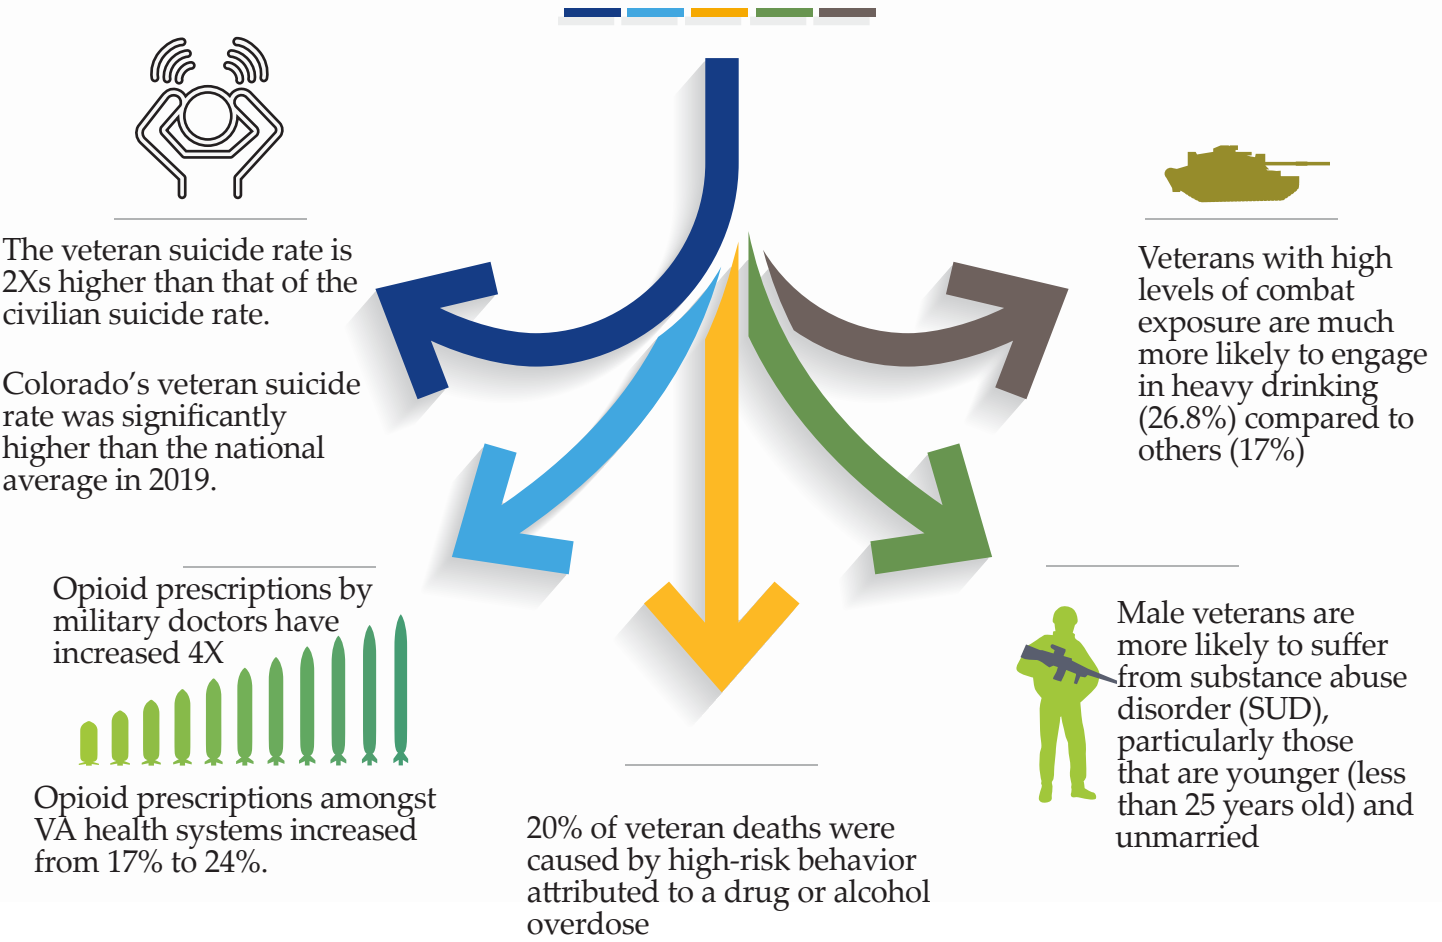 The veteran suicide rate is
2Xs higher than that of the
civilian suicide rate.
Colorado’s veteran suicide
rate was significantly
higher than the national
average in 2019.
Opioid prescriptions by
military doctors have
increased 4X
Opioid prescriptions amongst
VA health systems increased
from 17% to 24%.
20% of veteran deaths were
caused by high-risk behavior
attributed to a drug or alcohol
overdose
Veterans with high
levels of combat
exposure are much
more likely to engage
in heavy drinking
(26.8%) compared to
others (17%)
Male veterans are
more likely to suffer
from substance abuse
disorder (SUD),
particularly those
that are younger (less
than 25 years old) and
unmarried